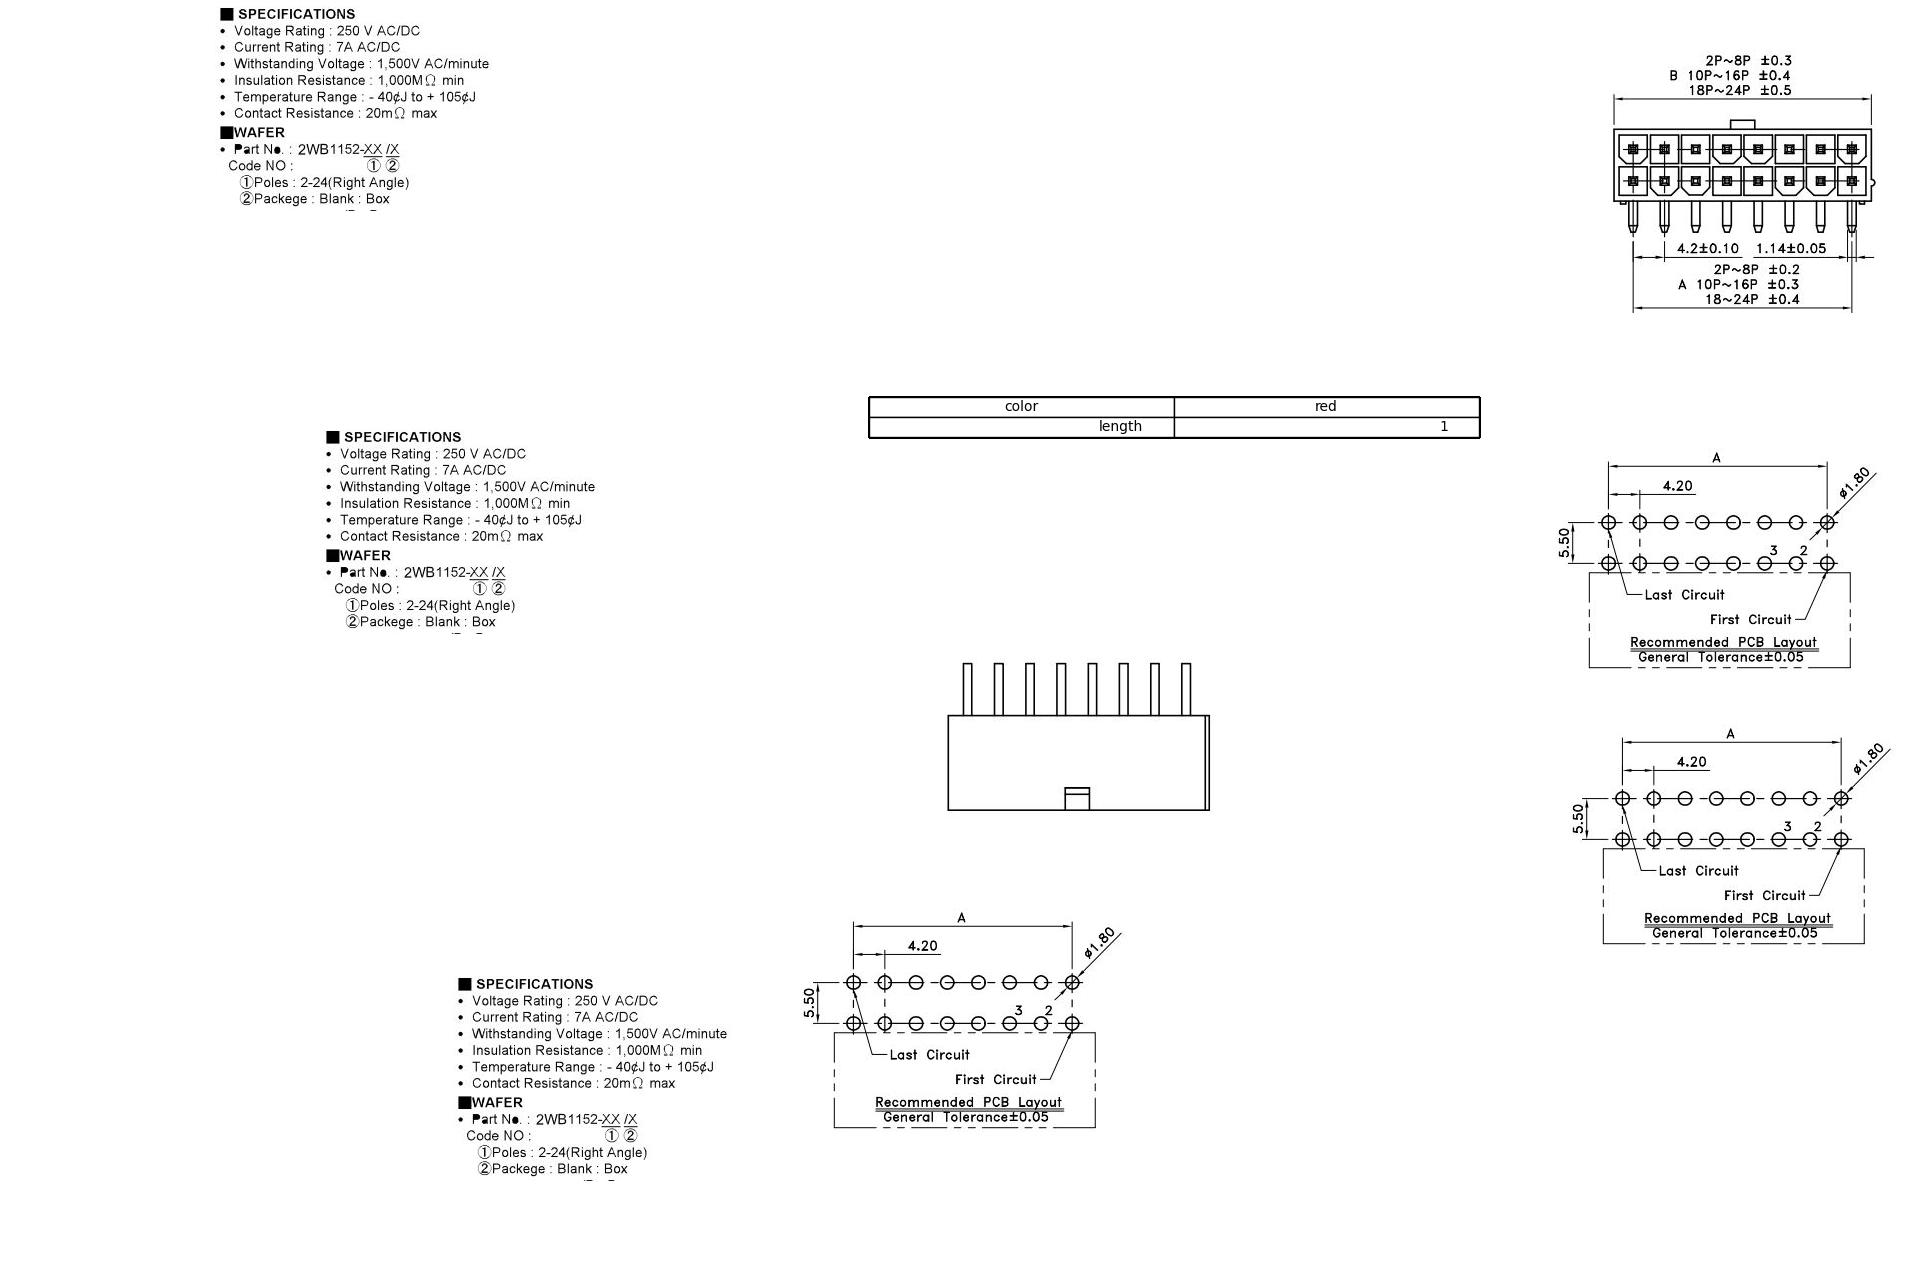 ■ SPECIFICATIONS
• Voltage Rating : 250 V AC/DC
• Current Rating : 7A AC/DC
• Withstanding Voltage : 1,500V AC/minute
• Insulation Resistance : 1,000MΩ min
• Temperature Range : - 40¢J to + 105¢J
• Contact Resistance : 20mΩ max
■WAFER
• Part No. : 2WB1152-XX /X
Code NO : ① ②
①Poles : 2-24(Right Angle)
②Packege : Blank : Box
2P~8P ±0.3
B 10P~16P ±0.4
18P~24P ±0.5
4.2±0.10 1.14±0.05
2P~8P ±0.2
A 10P~16P ±0.3
18~24P ±0.4
color red
length 1
■ SPECIFICATIONS
• Voltage Rating : 250 V AC/DC
• Current Rating : 7A AC/DC
• Withstanding Voltage : 1,500V AC/minute
• Insulation Resistance : 1,000MΩ min
• Temperature Range : - 40¢J to + 105¢J
• Contact Resistance : 20mΩ max
■WAFER
• Part No. : 2WB1152-XX /X
Code NO : ① ②
①Poles : 2-24(Right Angle)
②Packege : Blank : Box
A
4.20
ø1.80
5.50
3 2
Last Circuit
First Circuit
Recommended PCB Layout
General Tolerance±0.05
A
4.20
ø1.80
5.50
3 2
Last Circuit
First Circuit
Recommended PCB Layout
General Tolerance±0.05
A
4.20
ø1.80
5.50
3 2
Last Circuit
First Circuit
Recommended PCB Layout
General Tolerance±0.05
■ SPECIFICATIONS
• Voltage Rating : 250 V AC/DC
• Current Rating : 7A AC/DC
• Withstanding Voltage : 1,500V AC/minute
• Insulation Resistance : 1,000MΩ min
• Temperature Range : - 40¢J to + 105¢J
• Contact Resistance : 20mΩ max
■WAFER
• Part No. : 2WB1152-XX /X
Code NO : ① ②
①Poles : 2-24(Right Angle)
②Packege : Blank : Box